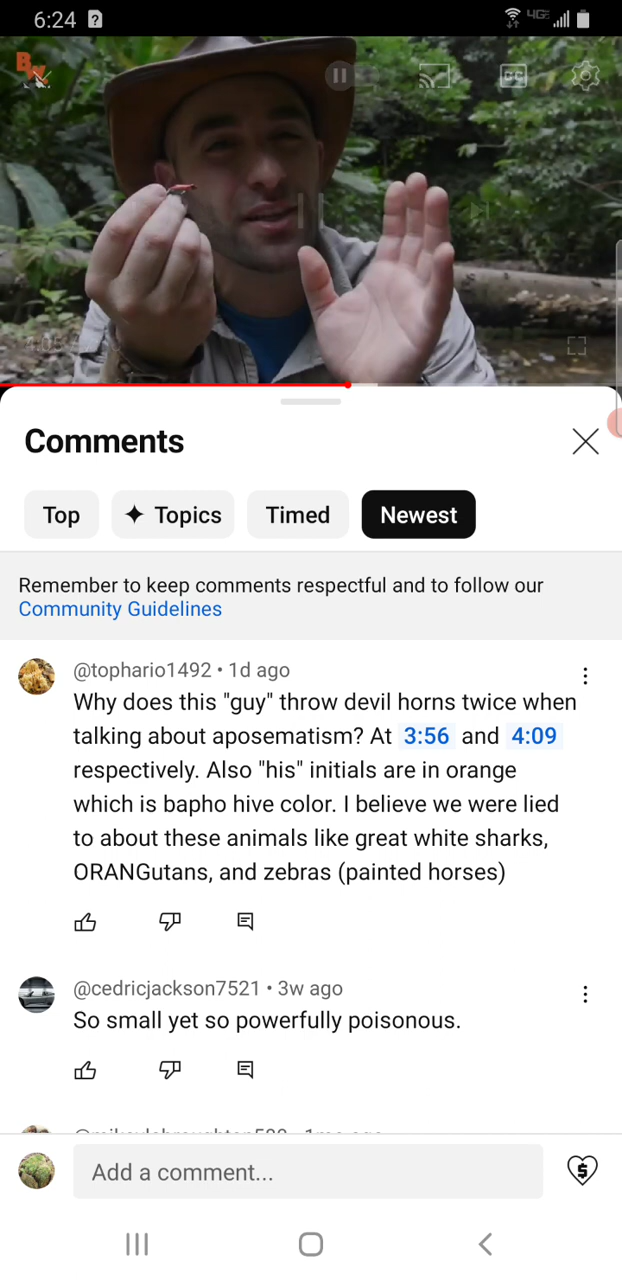 6:24
4G
BW
CC
Comments
Top
Topics
Timed
Newest
Remember to keep comments respectful and to follow our
Community Guidelines
@tophario1492 • 1d ago
Why does this "guy" throw devil horns twice when
talking about aposematism? At 3:56 and 4:09
respectively. Also "his" initials are in orange
which is bapho hive color. I believe we were lied
to about these animals like great white sharks,
ORANGutans, and zebras (painted horses)
@cedricjackson7521 • 3w ago
So small yet so powerfully poisonous.
Add a comment...